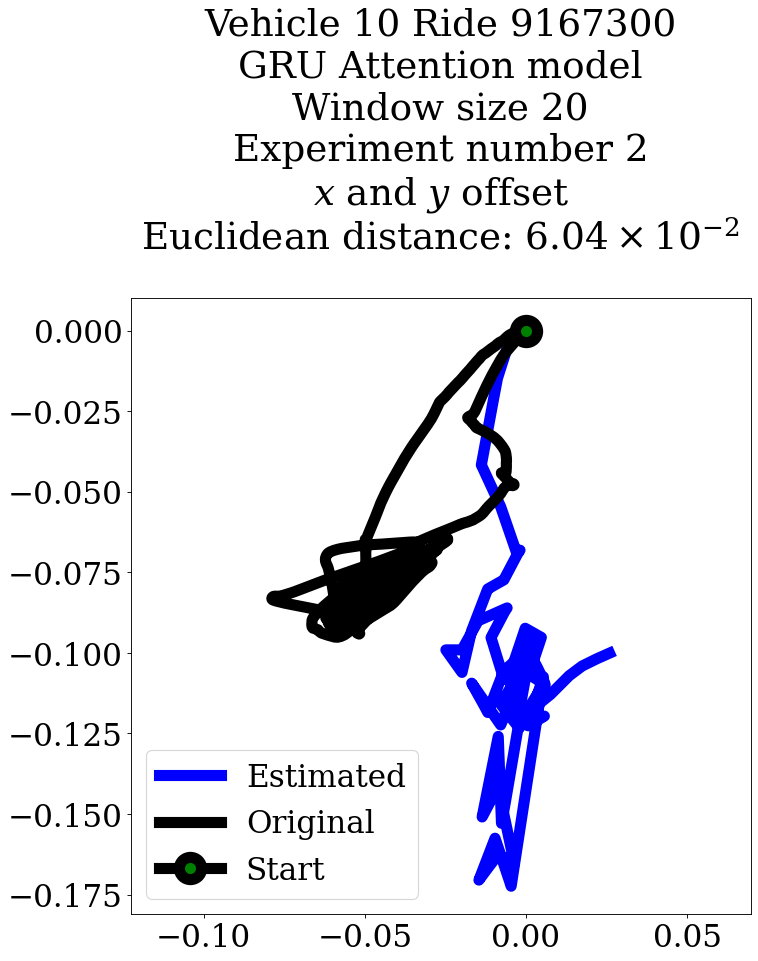 Vehicle 10 Ride 9167300
GRU Attention model
Window size 20
Experiment number 2
x and y offset
Euclidean distance: 6.04 × 10⁻²
0.000
−0.025
−0.050
−0.075
−0.100
−0.125
−0.150
−0.175
Estimated
Original
Start
−0.10
−0.05
0.00
0.05